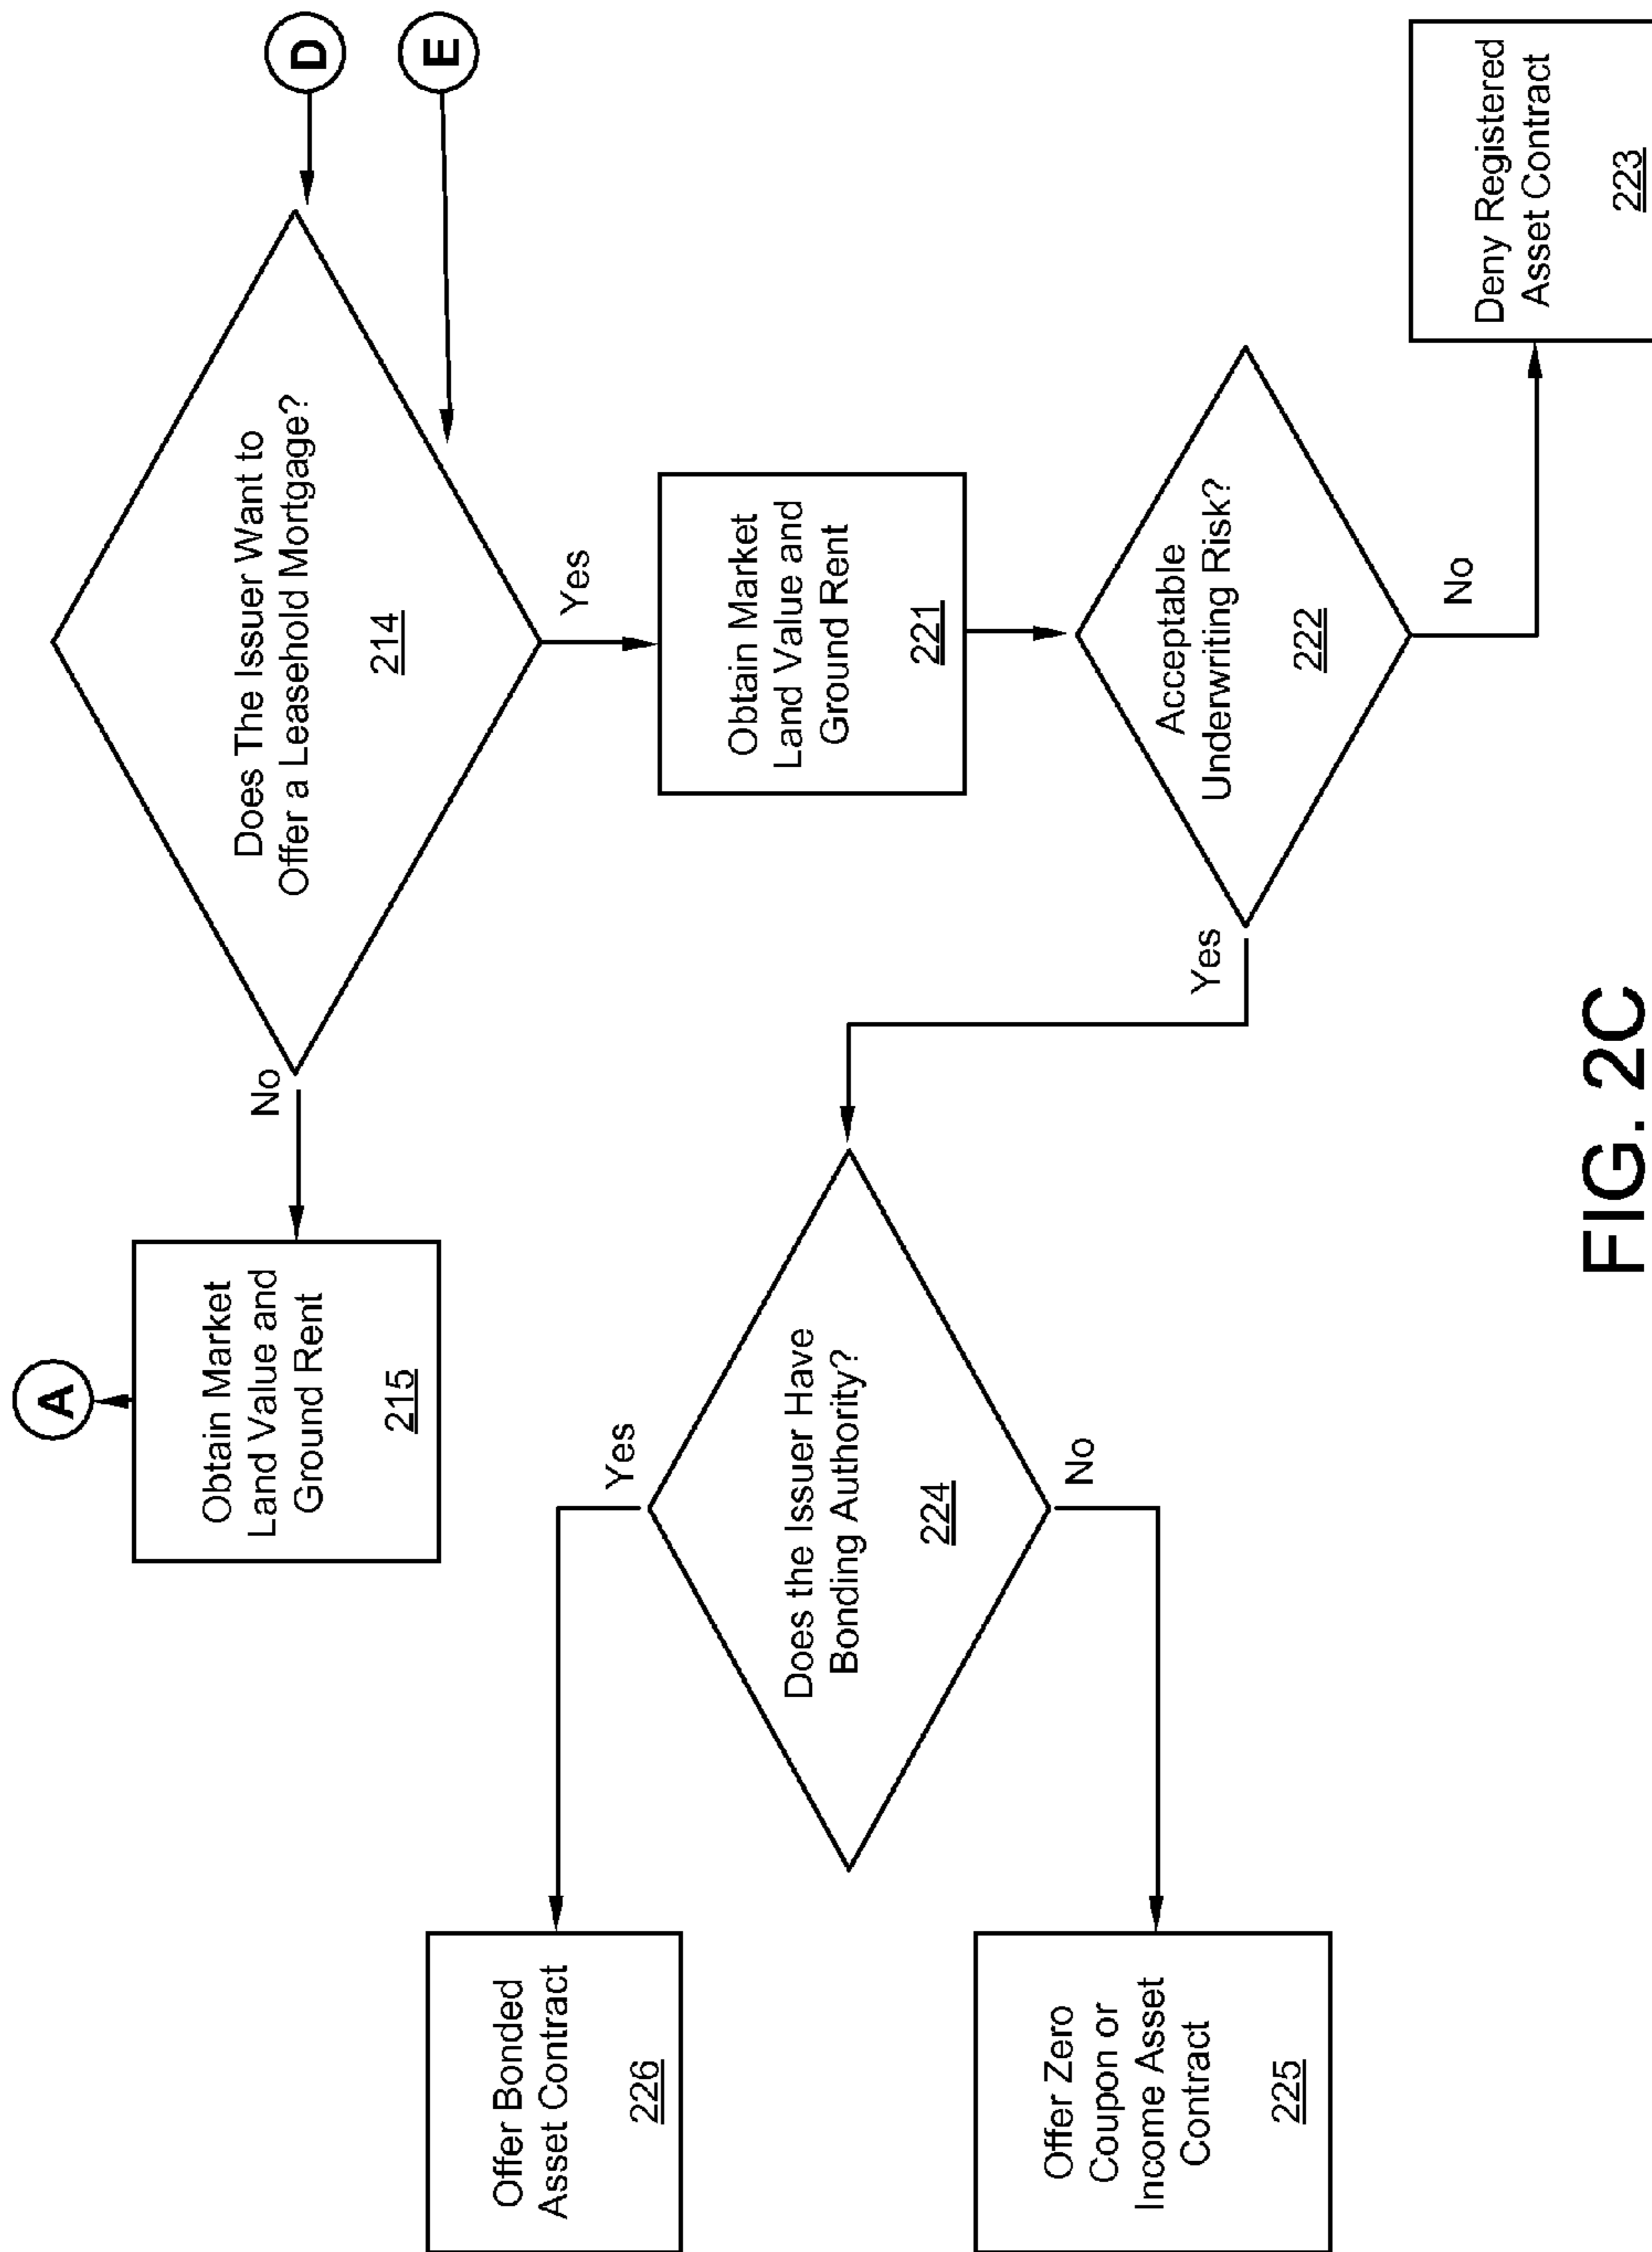 D
E
Does The Issuer Want to
Offer a Leasehold Mortgage?
214
No
Yes
A
Obtain Market
Land Value and
Ground Rent
215
Obtain Market
Land Value and
Ground Rent
221
Acceptable
Underwriting Risk?
222
Yes
No
Deny Registered
Asset Contract
223
Does the Issuer Have
Bonding Authority?
224
Yes
No
Offer Bonded
Asset Contract
226
Offer Zero
Coupon or
Income Asset
Contract
225
FIG. 2C